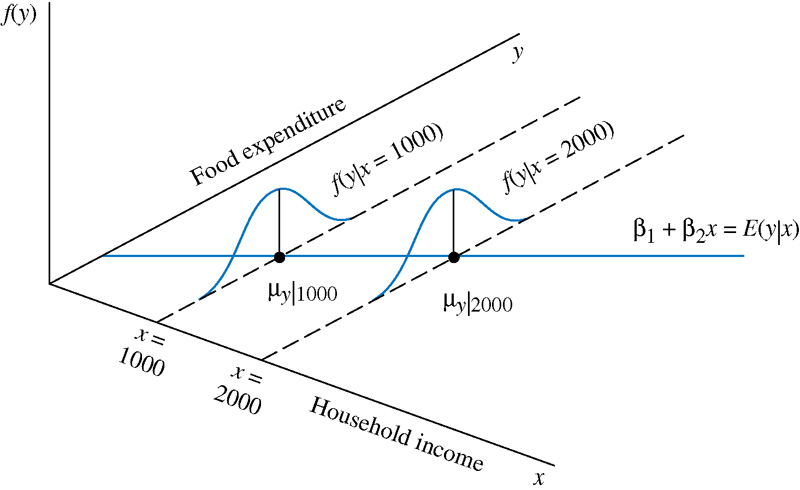 f(y)
y
Food expenditure
f(y|x = 1000)
f(y|x = 2000)
β₁ + β₂x = E(y|x)
μy|1000
μy|2000
x =
1000
x =
2000
Household income
x